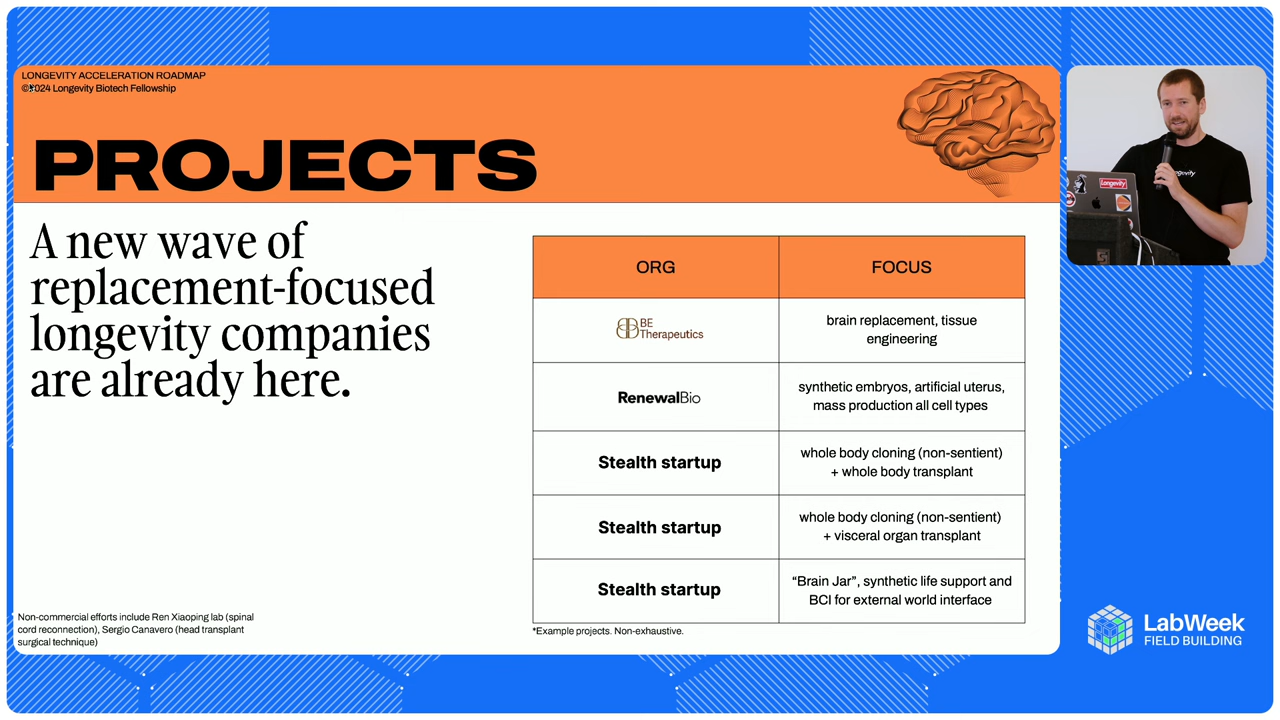 LONGEVITY ACCELERATION ROADMAP
Longevity Biotech Fellowship
PROJECTS
A new wave of
replacement-focused
longevity companies
are already here.
ORG
FOCUS
BE
Therapeutics
brain replacement, tissue
engineering
RenewalBio
synthetic embryos, artificial uterus,
mass production all cell types
Stealth startup
whole body cloning (non-sentient)
+ whole body transplant
Stealth startup
whole body cloning (non-sentient)
+ visceral organ transplant
Stealth startup
“Brain Jar”, synthetic life support and
BCI for external world interface
*Example projects. Non-exhaustive.
Non-commercial efforts include Ren Xiaoping lab (spinal
cord reconnection), Sergio Canavero (head transplant
surgical technique)
Longevity
LabWeek
FIELD BUILDING